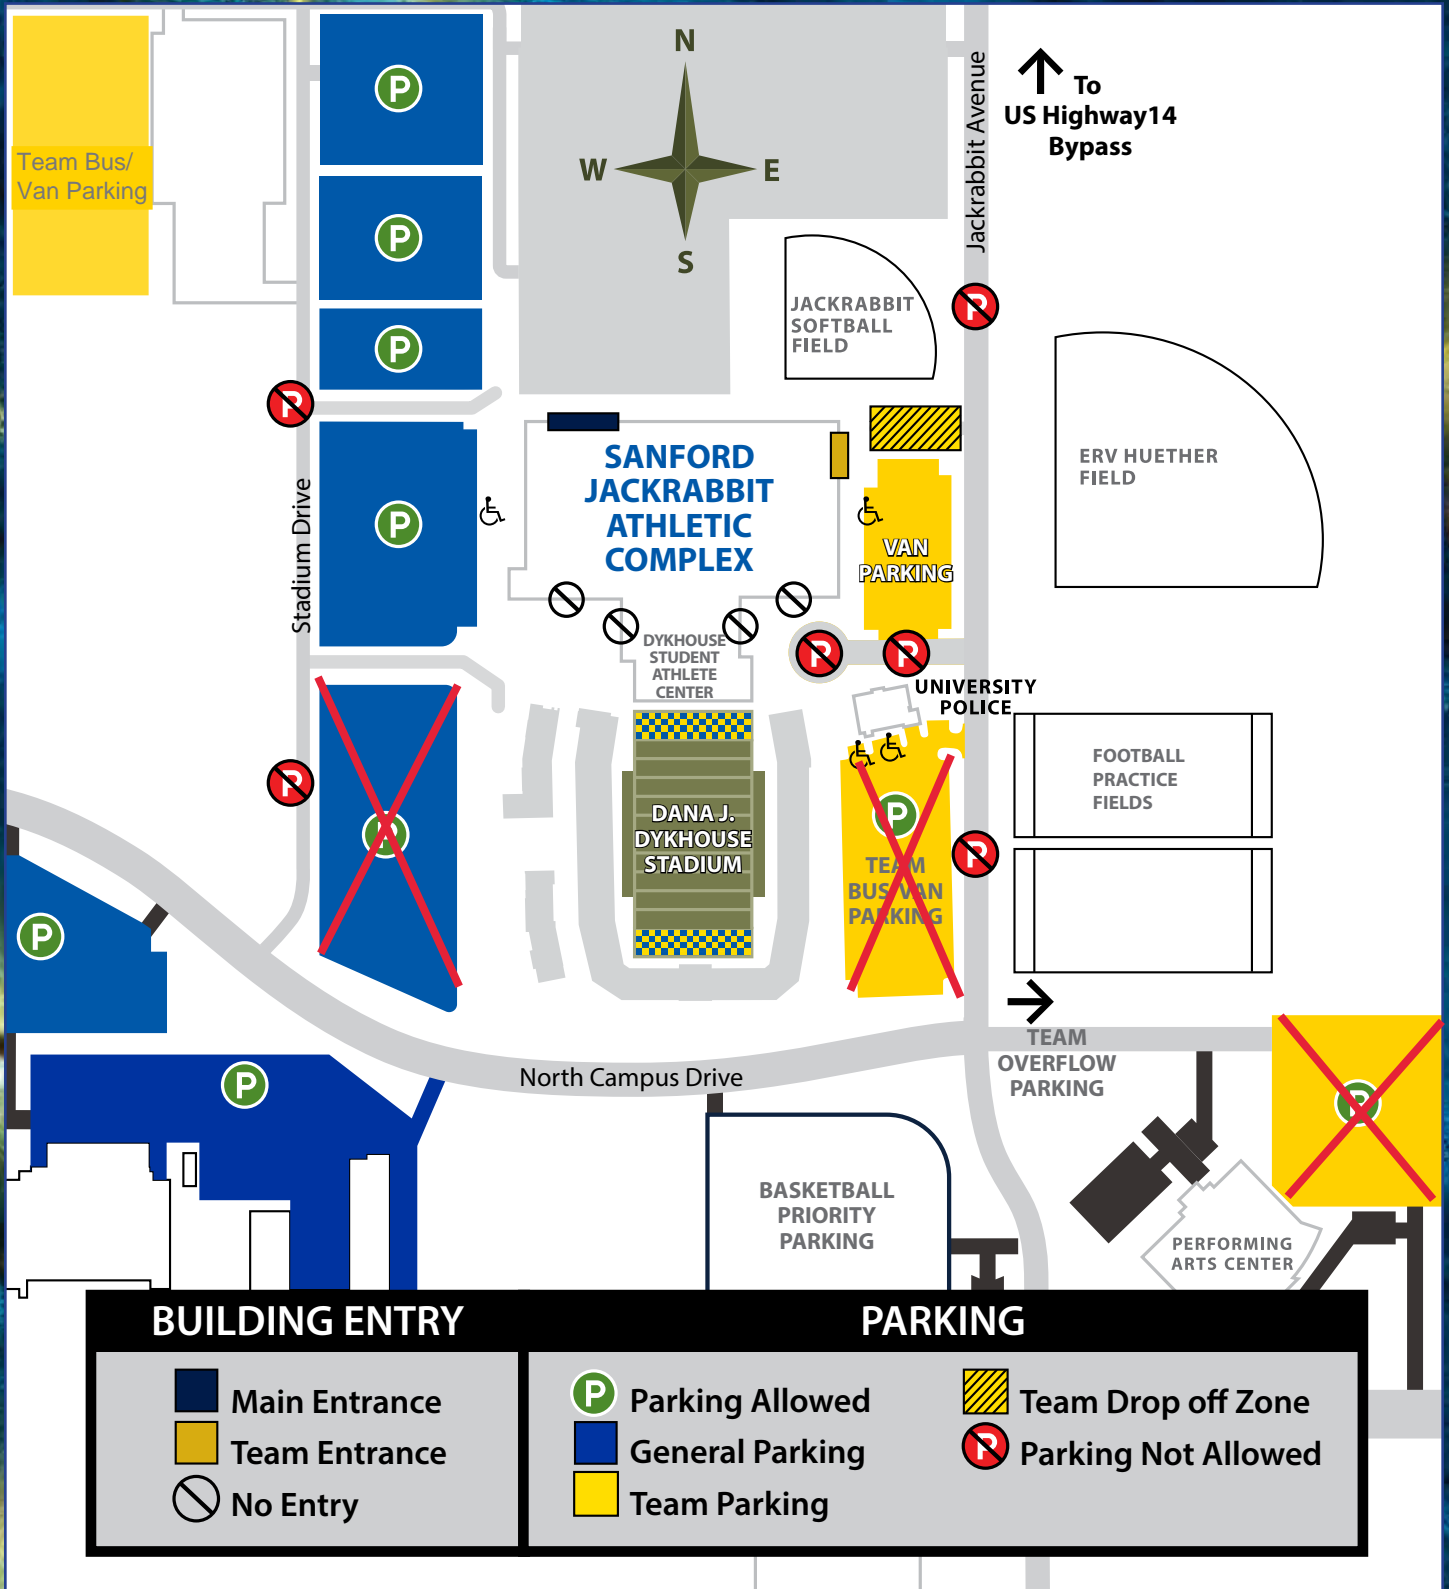 N
W
E
S
Jackrabbit Avenue
To
US Highway14
Bypass
P
Team Bus/
Van Parking
P
P
P
JACKRABBIT
SOFTBALL
FIELD
P
P
SANFORD
JACKRABBIT
ATHLETIC
COMPLEX
ERV HUETHER
FIELD
Stadium Drive
P
VAN
PARKING
DYKHOUSE
STUDENT
ATHLETE
CENTER
P
P
UNIVERSITY
POLICE
P
P
DANA J.
DYKHOUSE
STADIUM
P
TEAM
BUS/VAN
PARKING
P
FOOTBALL
PRACTICE
FIELDS
P
TEAM
OVERFLOW
PARKING
North Campus Drive
P
P
BASKETBALL
PRIORITY
PARKING
PERFORMING
ARTS CENTER
BUILDING ENTRY
Main Entrance
Team Entrance
No Entry
PARKING
P Parking Allowed
General Parking
Team Parking
Team Drop off Zone
P Parking Not Allowed